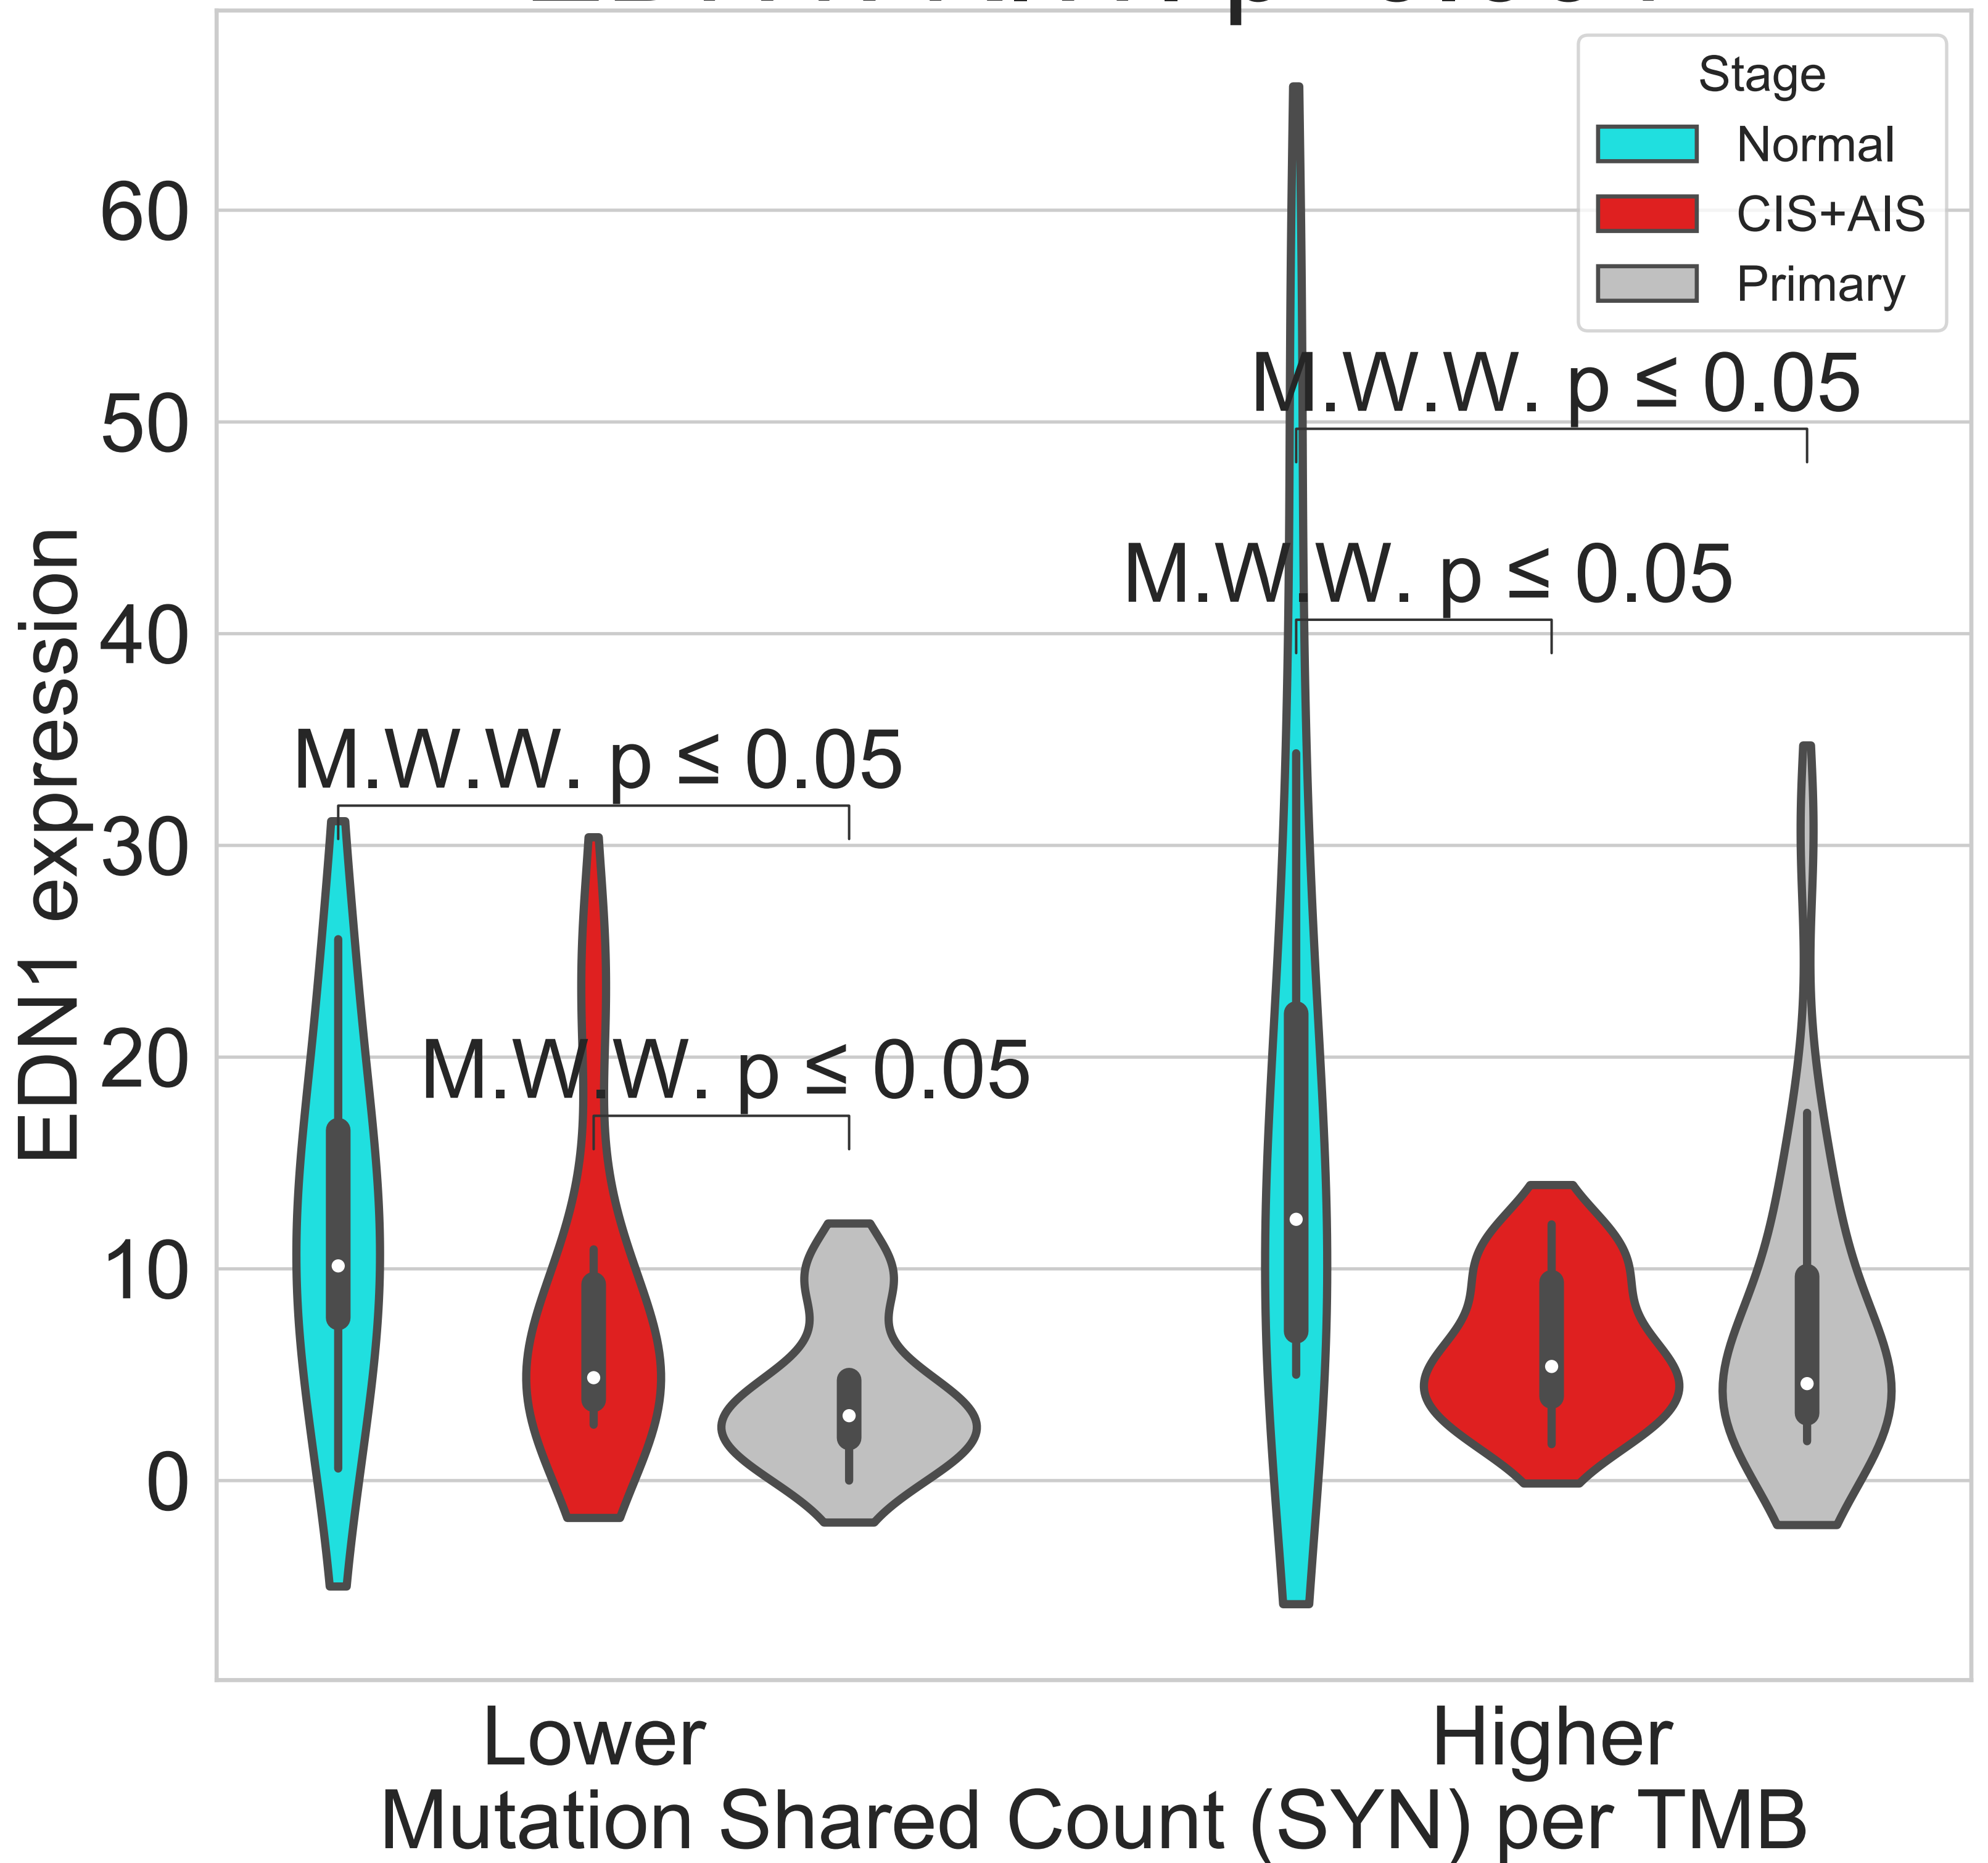 Stage
Normal
CIS+AIS
Primary
60
50
40
30
20
10
0
EDN1 expression
M.W.W. p ≤ 0.05
M.W.W. p ≤ 0.05
M.W.W. p ≤ 0.05
M.W.W. p ≤ 0.05
Lower
Higher
Mutation Shared Count (SYN) per TMB